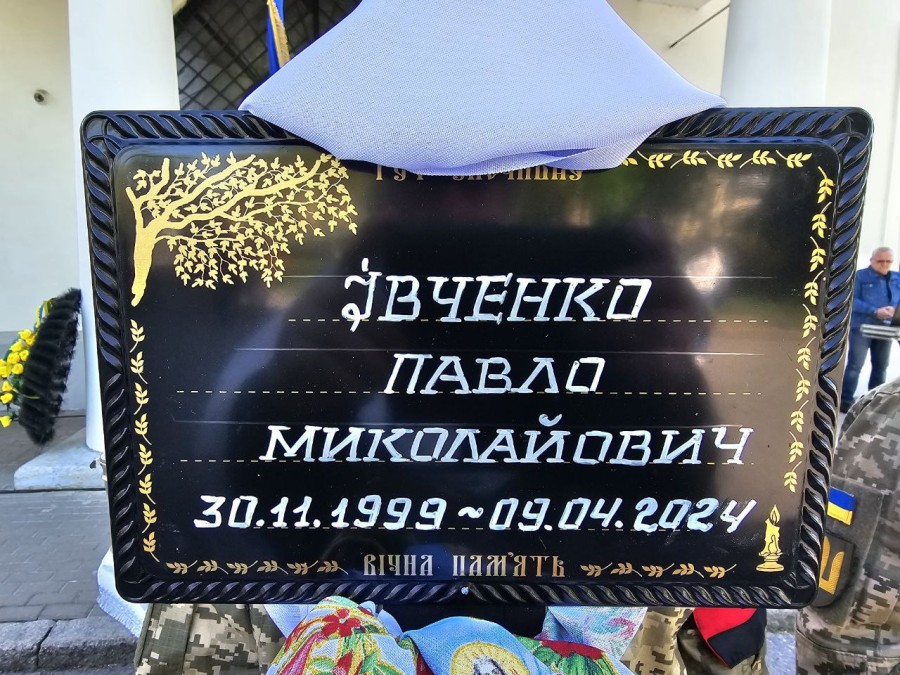 ІВЧЕНКО
ПАВЛО
МИКОЛАЙОВИЧ
30.11.1999 ~ 09.04.2024
ВІЧНА ПАМ'ЯТЬ